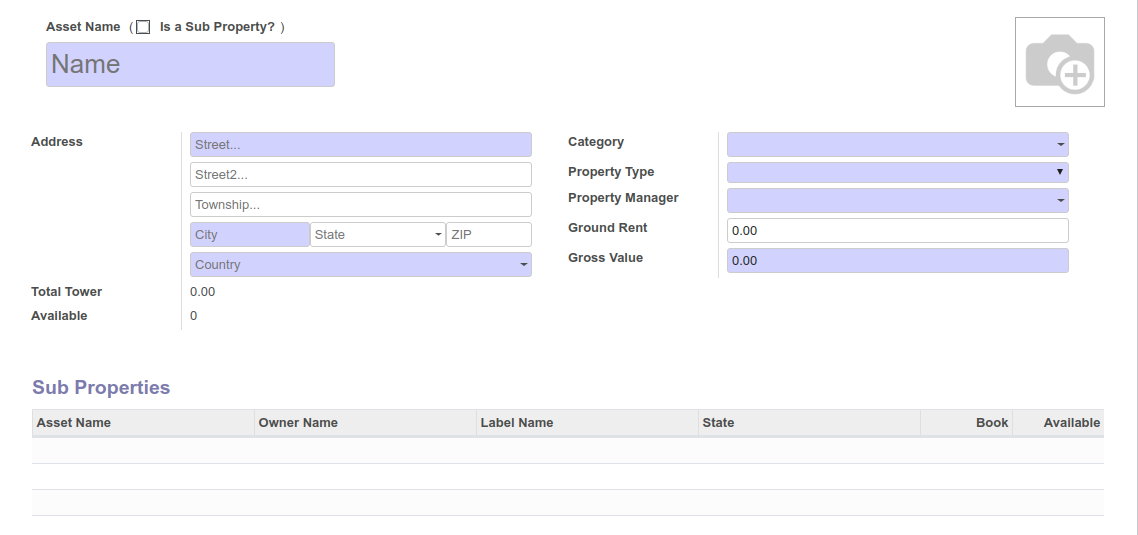 Asset Name ( Is a Sub Property? )
Name
Address
Street...
Street2...
Township...
City State ZIP
Country
Total Tower 0.00
Available 0
Category
Property Type
Property Manager
Ground Rent 0.00
Gross Value 0.00
Sub Properties
Asset Name Owner Name Label Name State Book Available